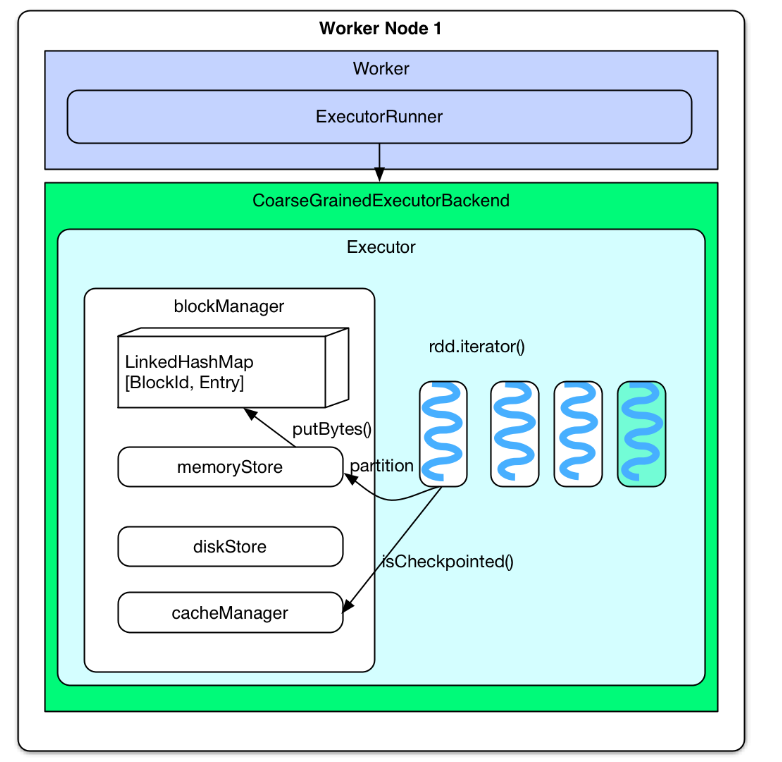 Worker Node 1
Worker
ExecutorRunner
CoarseGrainedExecutorBackend
Executor
blockManager
LinkedHashMap
[BlockId, Entry]
rdd.iterator()
putBytes()
memoryStore
partition
diskStore
isCheckpointed()
cacheManager